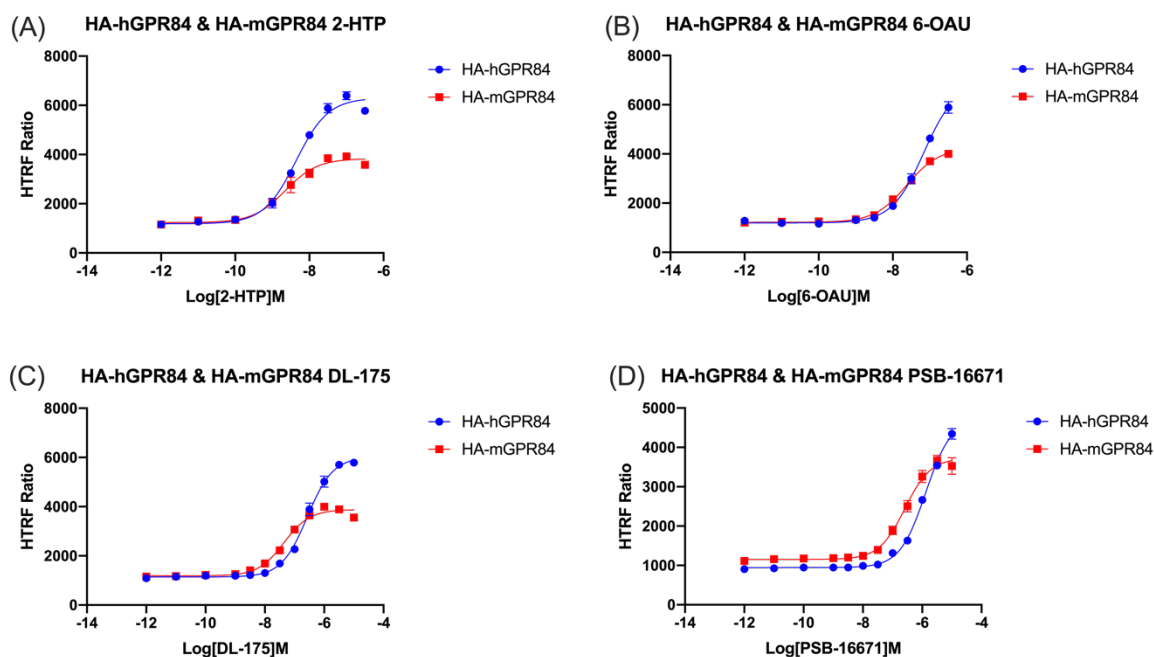 (A)
HA-hGPR84 & HA-mGPR84 2-HTP
8000
6000
4000
2000
0
HTRF Ratio
-14
-12
-10
-8
-6
Log[2-HTP]M
HA-hGPR84
HA-mGPR84
(B)
HA-hGPR84 & HA-mGPR84 6-OAU
8000
6000
4000
2000
0
HTRF Ratio
-14
-12
-10
-8
-6
Log[6-OAU]M
HA-hGPR84
HA-mGPR84
(C)
HA-hGPR84 & HA-mGPR84 DL-175
8000
6000
4000
2000
0
HTRF Ratio
-14
-12
-10
-8
-6
-4
Log[DL-175]M
HA-hGPR84
HA-mGPR84
(D)
HA-hGPR84 & HA-mGPR84 PSB-16671
5000
4000
3000
2000
1000
0
HTRF Ratio
-14
-12
-10
-8
-6
-4
Log[PSB-16671]M
HA-hGPR84
HA-mGPR84